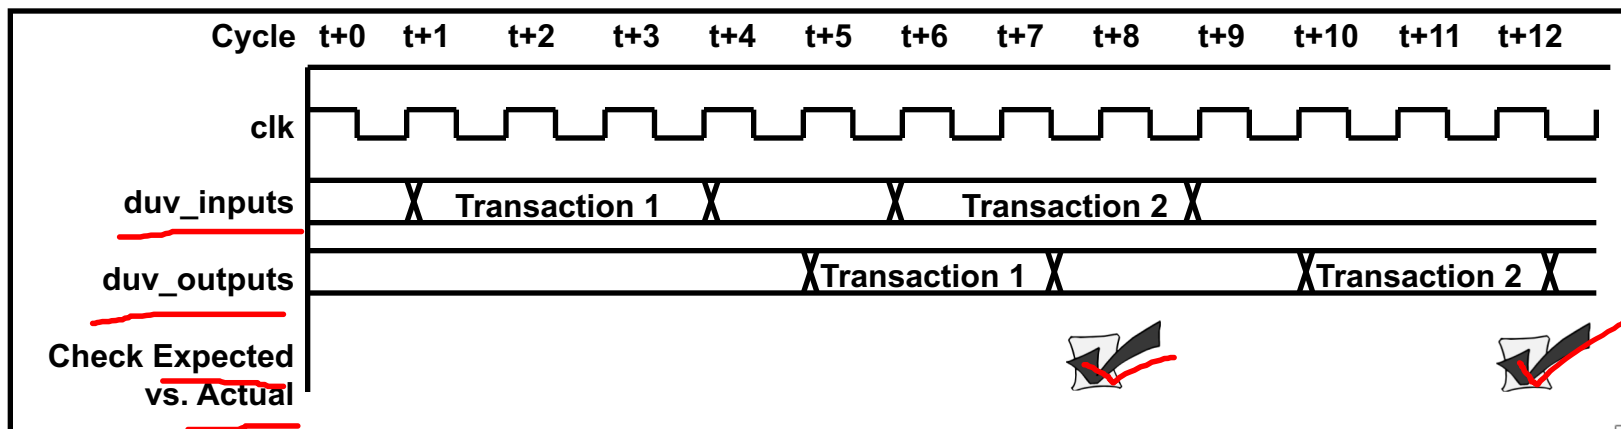 Cycle t+0 t+1 t+2 t+3 t+4 t+5 t+6 t+7 t+8 t+9 t+10 t+11 t+12
clk
duv_inputs Transaction 1 Transaction 2
duv_outputs Transaction 1 Transaction 2
Check Expected
vs. Actual